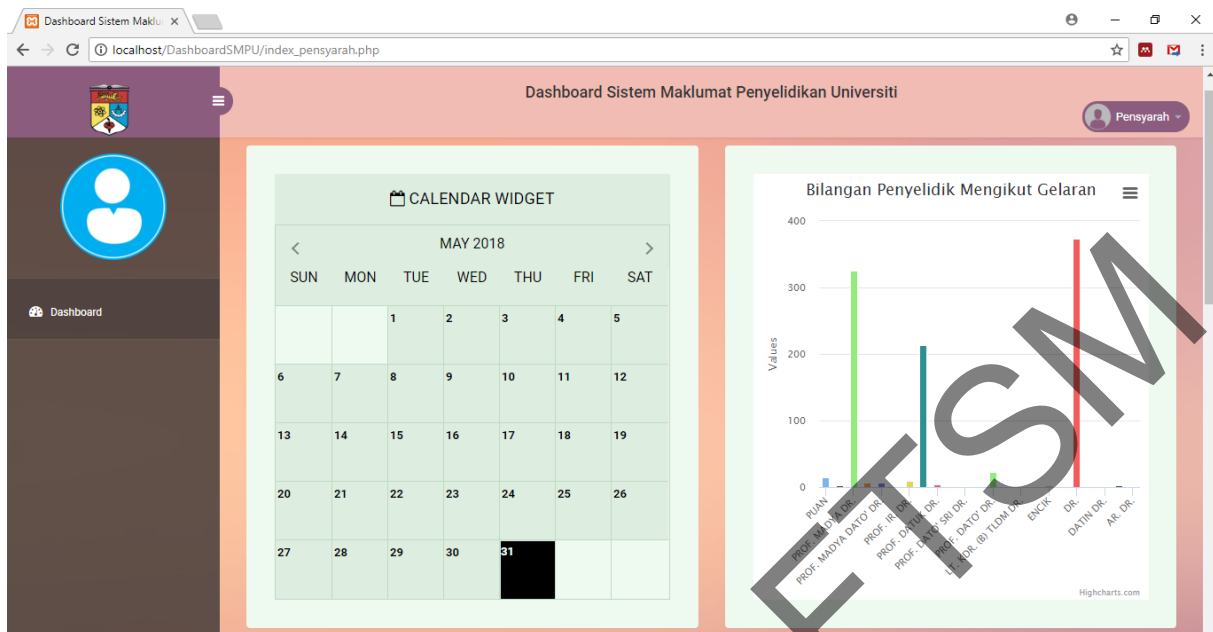 Dashboard Sistem Maklu
localhost/DashboardSMPU/index_pensyarah.php
Dashboard Sistem Maklumat Penyelidikan Universiti
Pensyarah
Dashboard
CALENDAR WIDGET
MAY 2018
SUN MON TUE WED THU FRI SAT
1 2 3 4 5
6 7 8 9 10 11 12
13 14 15 16 17 18 19
20 21 22 23 24 25 26
27 28 29 30 31
Bilangan Penyelidik Mengikut Gelaran
Values
400
300
200
100
0
PUAN
PROF. MADYA DR.
PROF. MADYA DATO' DR.
PROF. IR. DR.
PROF. DATUK DR.
PROF. DATO' SRI DR.
PROF. DATO' DR.
LT. KDR. (B) TLDM DR.
ENCIK
DR.
DATIN DR.
AR. DR.
Highcharts.com
ETSM